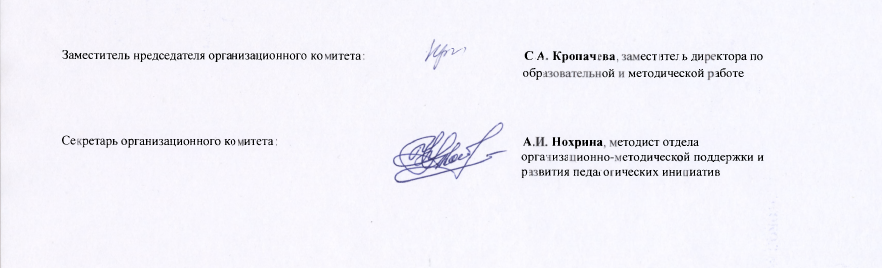 Заместитель председателя организационного комитета:
С.А. Кропачева, заместитель директора по
образовательной и методической работе
Секретарь организационного комитета:
А.И. Нохрина, методист отдела
организационно-методической поддержки и
развития педагогических инициатив